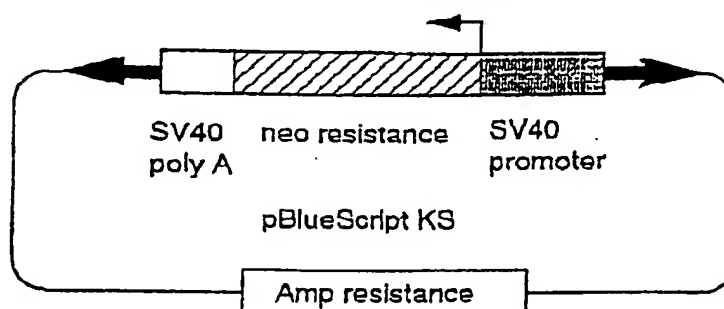 SV40 neo resistance SV40
poly A promoter
pBlueScript KS
Amp resistance